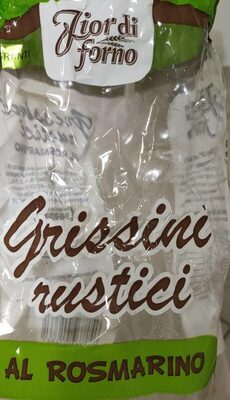 Fior di
forno
Grissini
rustici
AL ROSMARINO